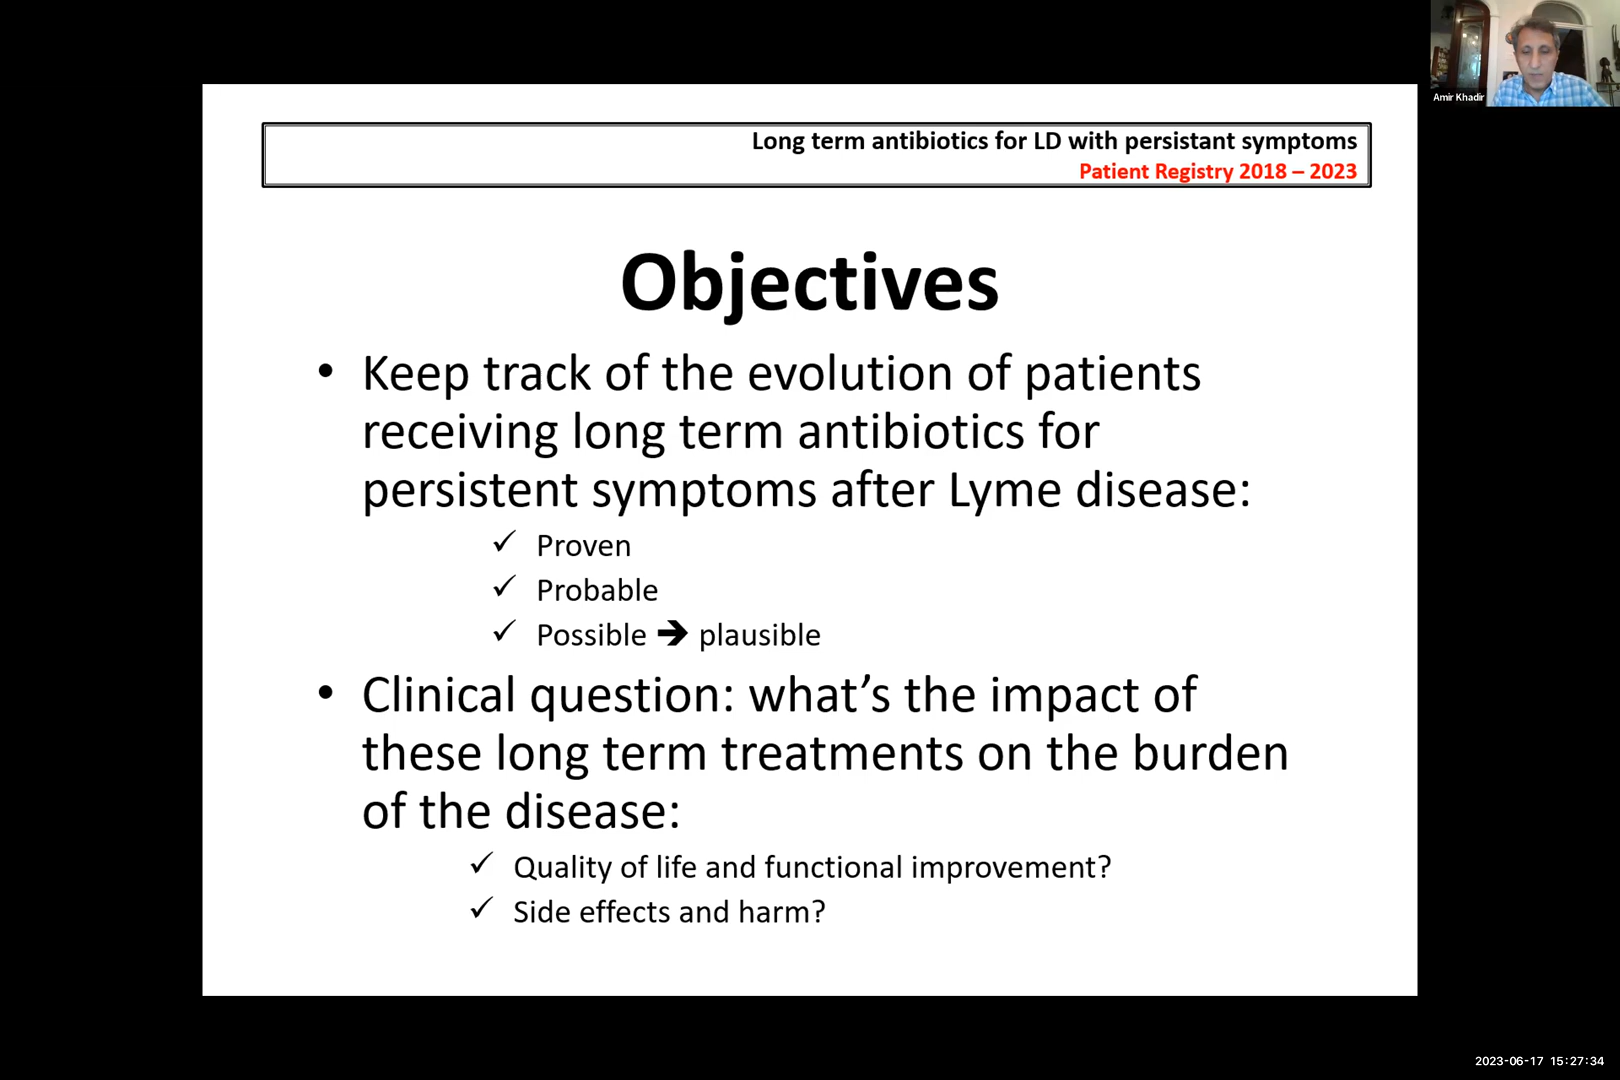 Long term antibiotics for LD with persistant symptoms
Patient Registry 2018 – 2023
Amir Khadir
Objectives
• Keep track of the evolution of patients
receiving long term antibiotics for
persistent symptoms after Lyme disease:
✓ Proven
✓ Probable
✓ Possible ➔ plausible
• Clinical question: what’s the impact of
these long term treatments on the burden
of the disease:
✓ Quality of life and functional improvement?
✓ Side effects and harm?
2023-06-17 15:27:34